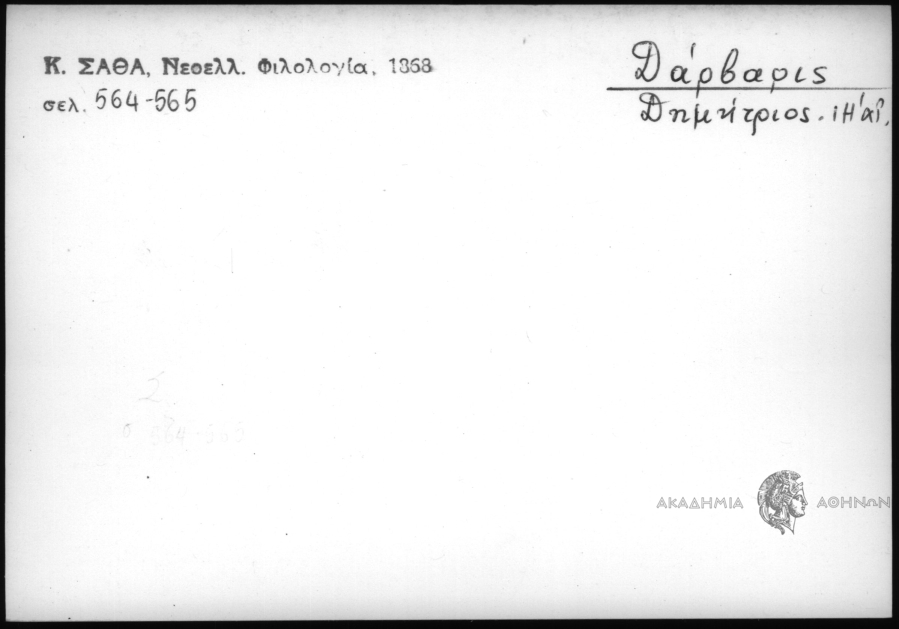 Κ. ΣΑΘΑ, Νεοελλ. Φιλολογία, 1868
σελ. 564-565
Δάρβαρις
Δημήτριος. ιΗ' αἰ.
ΑΚΑΔΗΜΙΑ ΑΘΗΝΩΝ